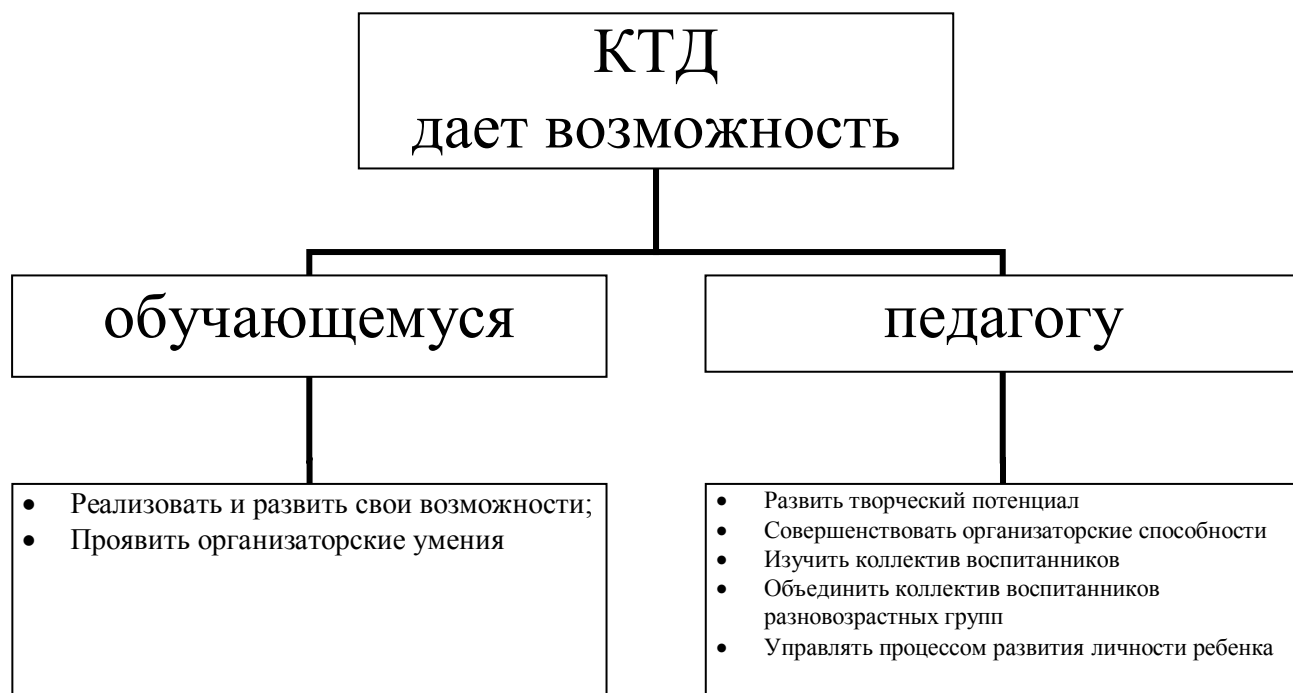 КТД
дает возможность
обучающемуся
педагогу
• Реализовать и развить свои возможности;
• Проявить организаторские умения
• Развить творческий потенциал
• Совершенствовать организаторские способности
• Изучить коллектив воспитанников
• Объединить коллектив воспитанников
разновозрастных групп
• Управлять процессом развития личности ребенка